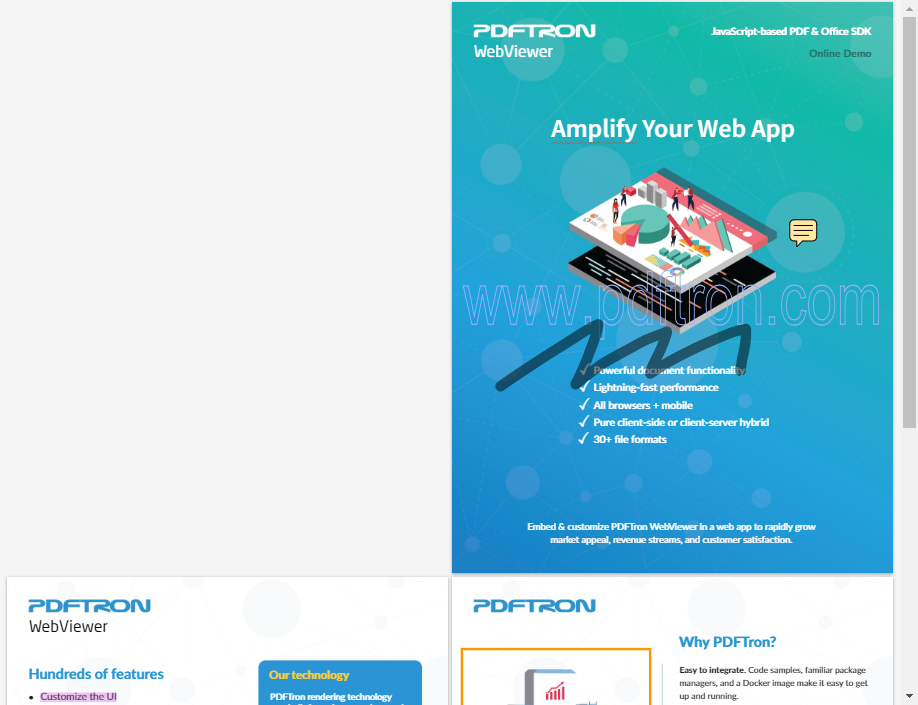 PDFTRON
WebViewer
JavaScript-based PDF & Office SDK
Online Demo
Amplify Your Web App
www.pdftron.com
✓ Powerful document functionality
✓ Lightning-fast performance
✓ All browsers + mobile
✓ Pure client-side or client-server hybrid
✓ 30+ file formats
Embed & customize PDFTron WebViewer in a web app to rapidly grow
market appeal, revenue streams, and customer satisfaction.
PDFTRON
WebViewer
Hundreds of features
• Customize the UI
Our technology
PDFTron rendering technology
PDFTRON
Why PDFTron?
Easy to integrate. Code samples, familiar package
managers, and a Docker image make it easy to get
up and running.